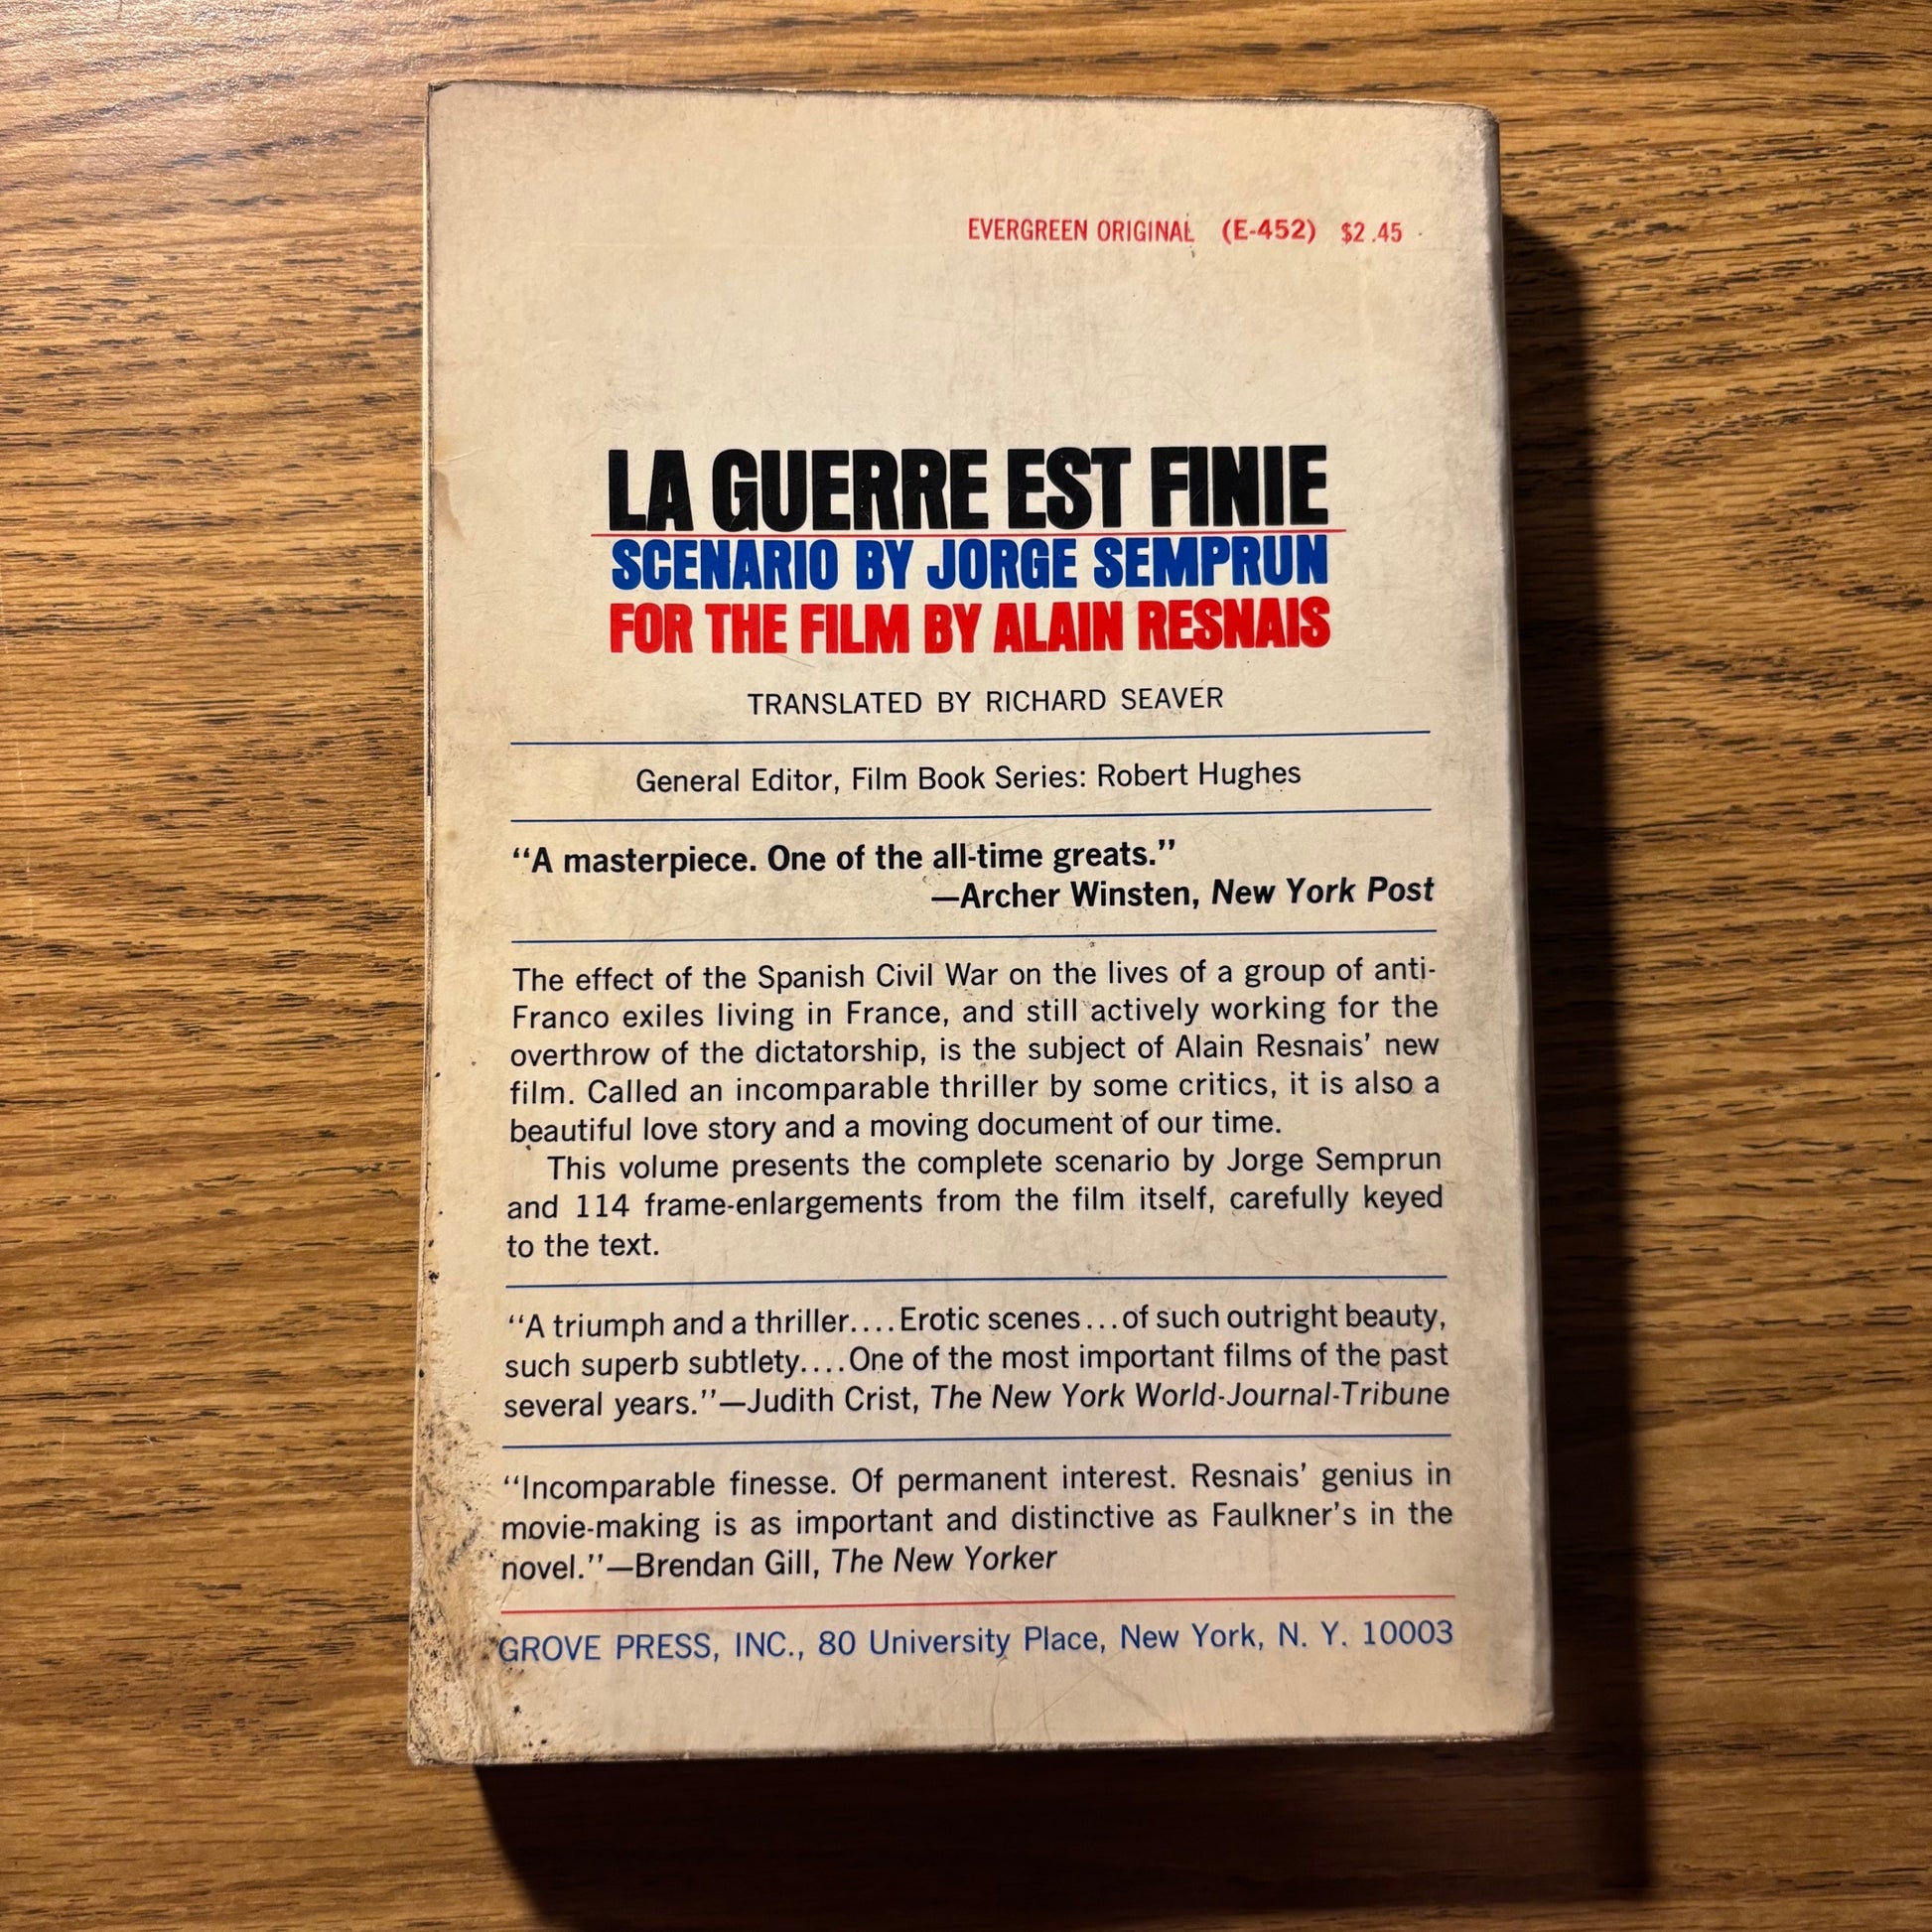 EVERGREEN ORIGINAL (E-452) $2.45
LA GUERRE EST FINIE
SCENARIO BY JORGE SEMPRUN
FOR THE FILM BY ALAIN RESNAIS
TRANSLATED BY RICHARD SEAVER
General Editor, Film Book Series: Robert Hughes
“A masterpiece. One of the all-time greats.”
—Archer Winsten, New York Post
The effect of the Spanish Civil War on the lives of a group of anti-
Franco exiles living in France, and still actively working for the
overthrow of the dictatorship, is the subject of Alain Resnais’ new
film. Called an incomparable thriller by some critics, it is also a
beautiful love story and a moving document of our time.
This volume presents the complete scenario by Jorge Semprun
and 114 frame-enlargements from the film itself, carefully keyed
to the text.
“A triumph and a thriller....Erotic scenes...of such outright beauty,
such superb subtlety....One of the most important films of the past
several years.”—Judith Crist, The New York World-Journal-Tribune
“Incomparable finesse. Of permanent interest. Resnais’ genius in
movie-making is as important and distinctive as Faulkner’s in the
novel.”—Brendan Gill, The New Yorker
GROVE PRESS, INC., 80 University Place, New York, N. Y. 10003